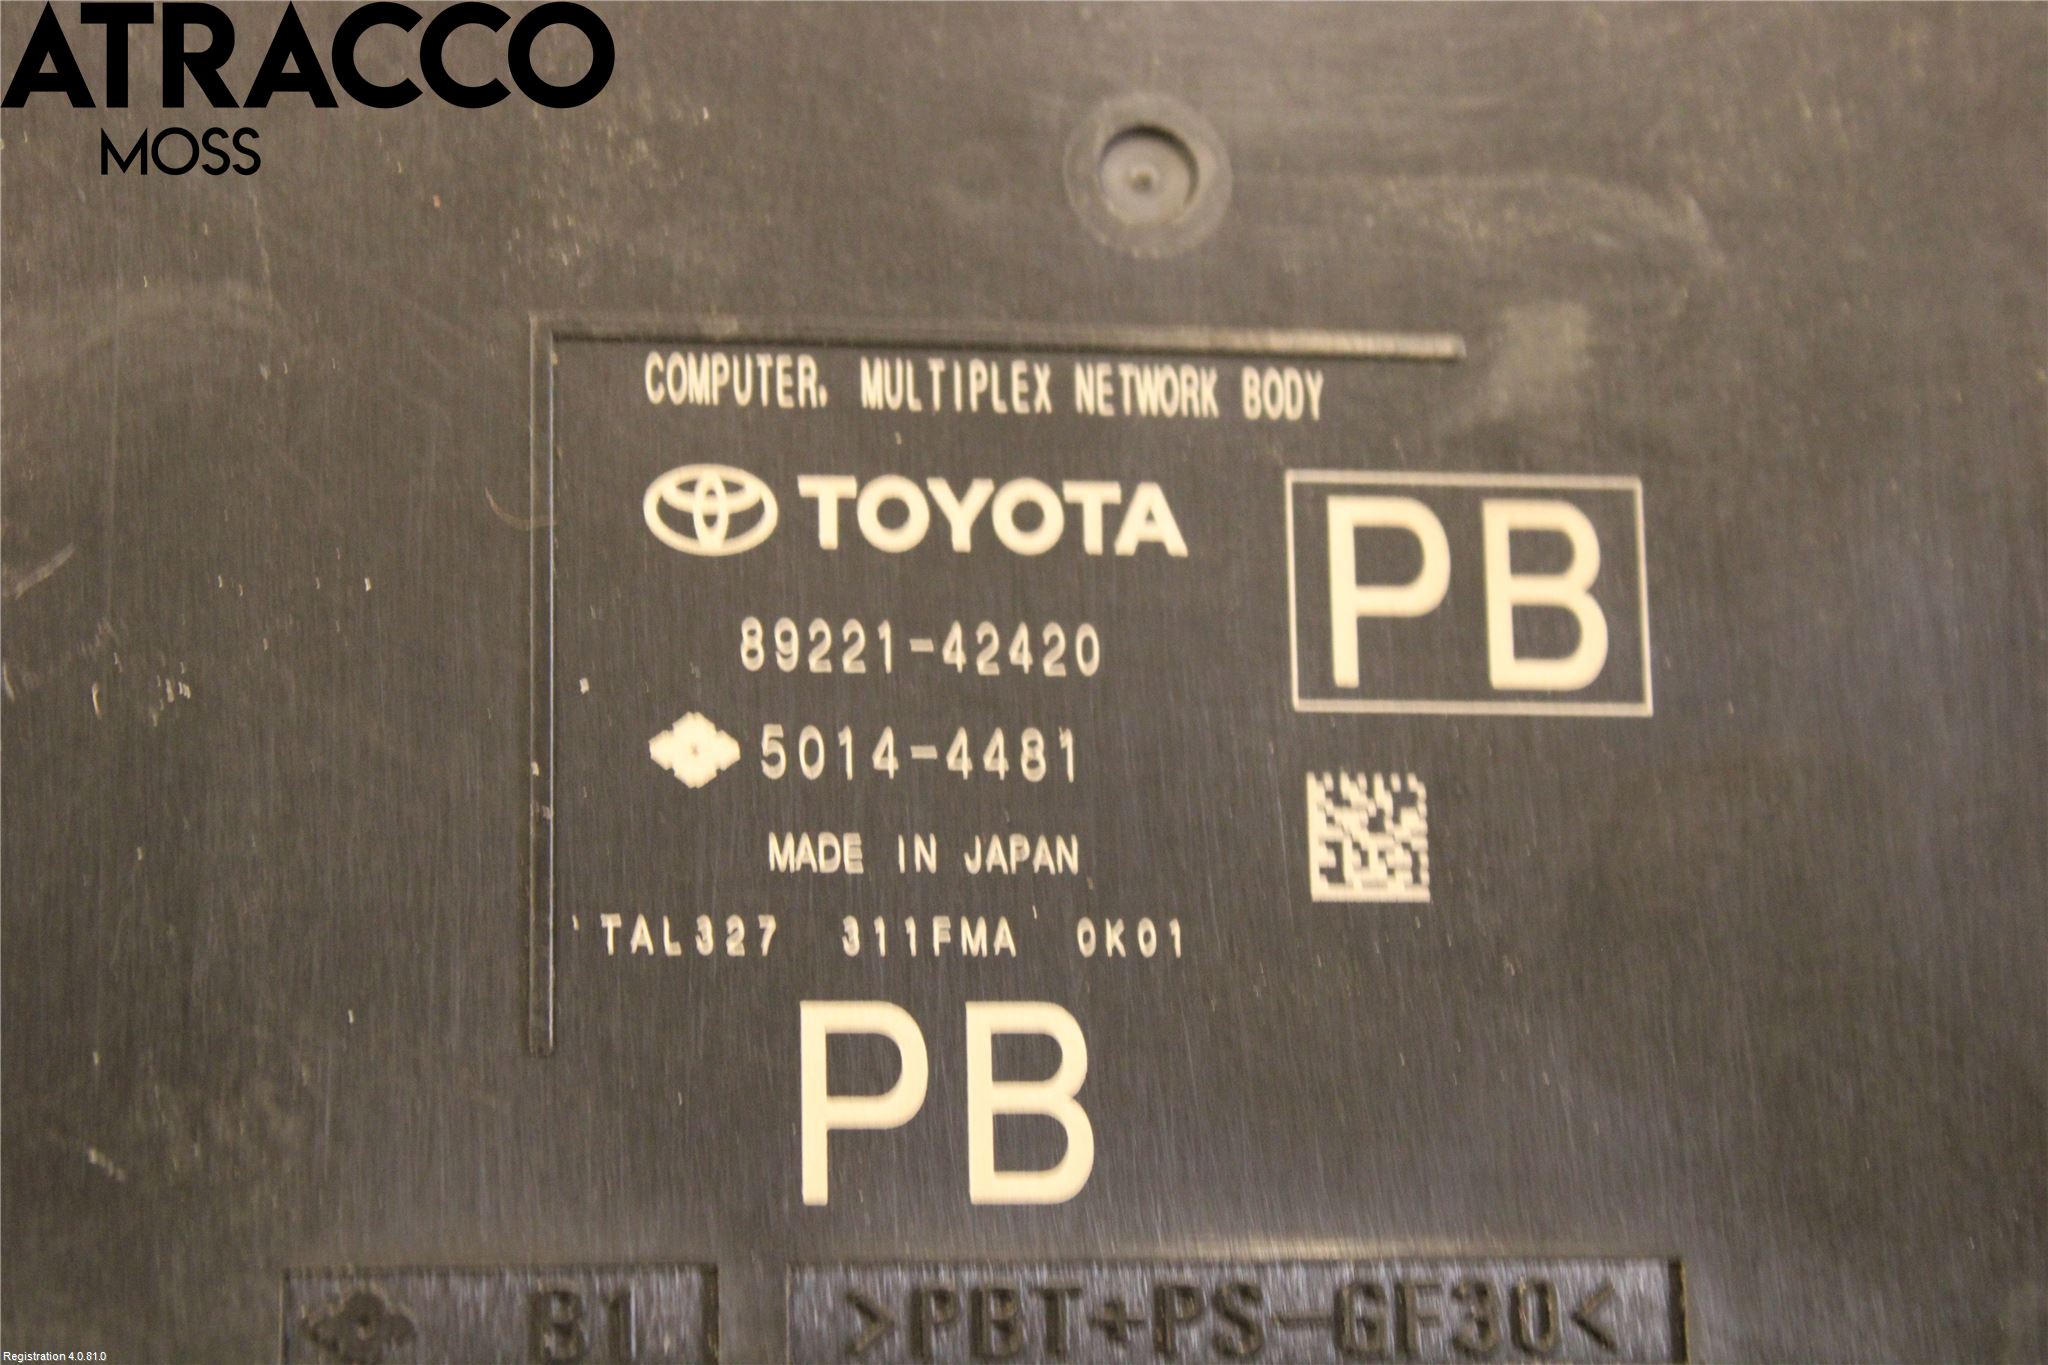 ATRACCO
MOSS
COMPUTER, MULTIPLEX NETWORK BODY
TOYOTA
PB
89221-42420
5014-4481
MADE IN JAPAN
TAL327 311FMA 0K01
PB
B1
>PBT+PS-GF30<
Registration 4.0.81.0